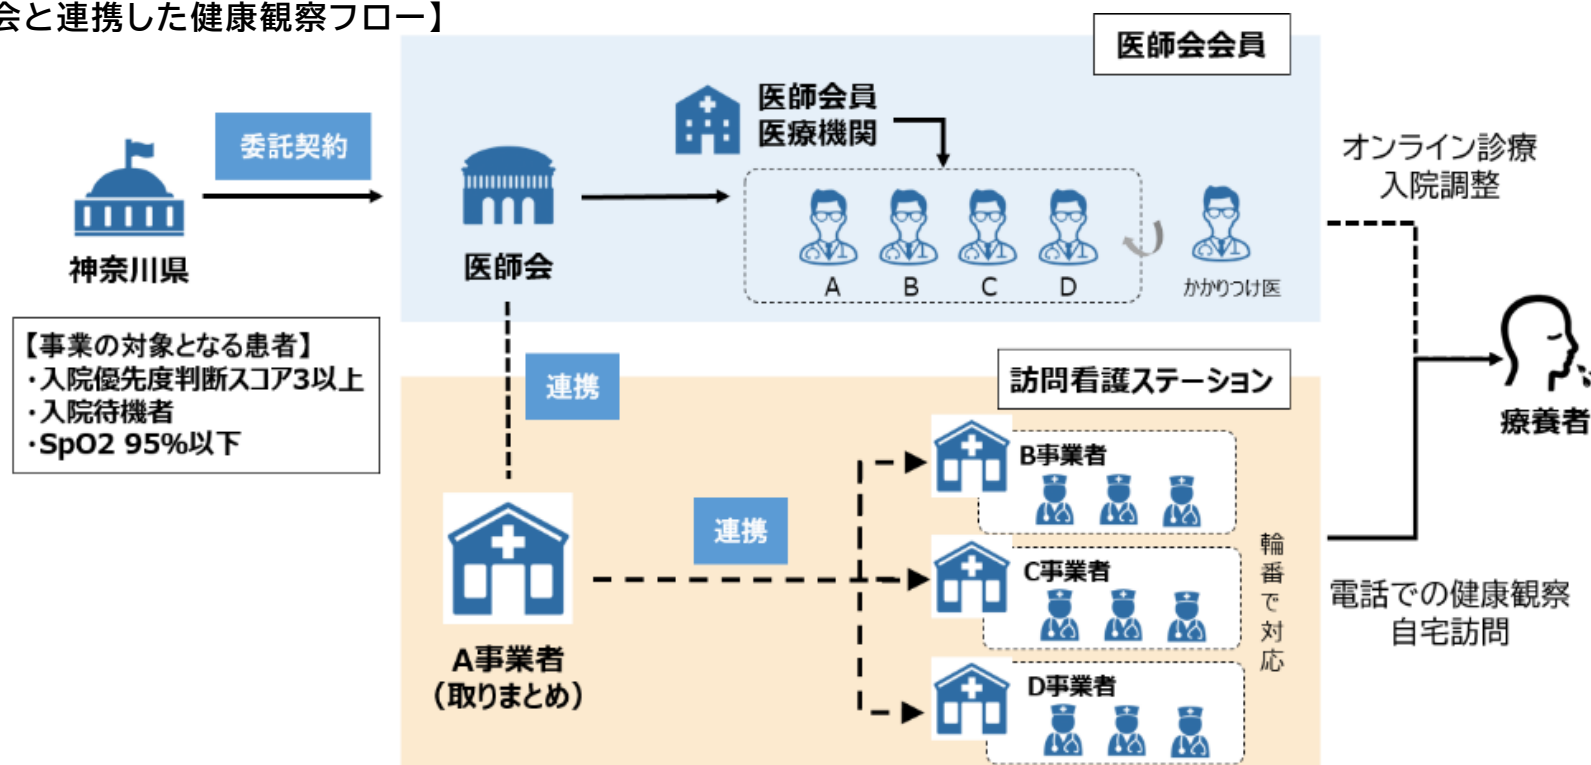 会と連携した健康観察フロー】
医師会会員
委託契約
医師会員
医療機関
オンライン診療
入院調整
神奈川県
医師会
A
B
C
D
かかりつけ医
【事業の対象となる患者】
・入院優先度判断スコア3以上
・入院待機者
・SpO2 95%以下
連携
訪問看護ステーション
療養者
B事業者
連携
C事業者
輪番で対応
電話での健康観察
自宅訪問
A事業者
（取りまとめ）
D事業者